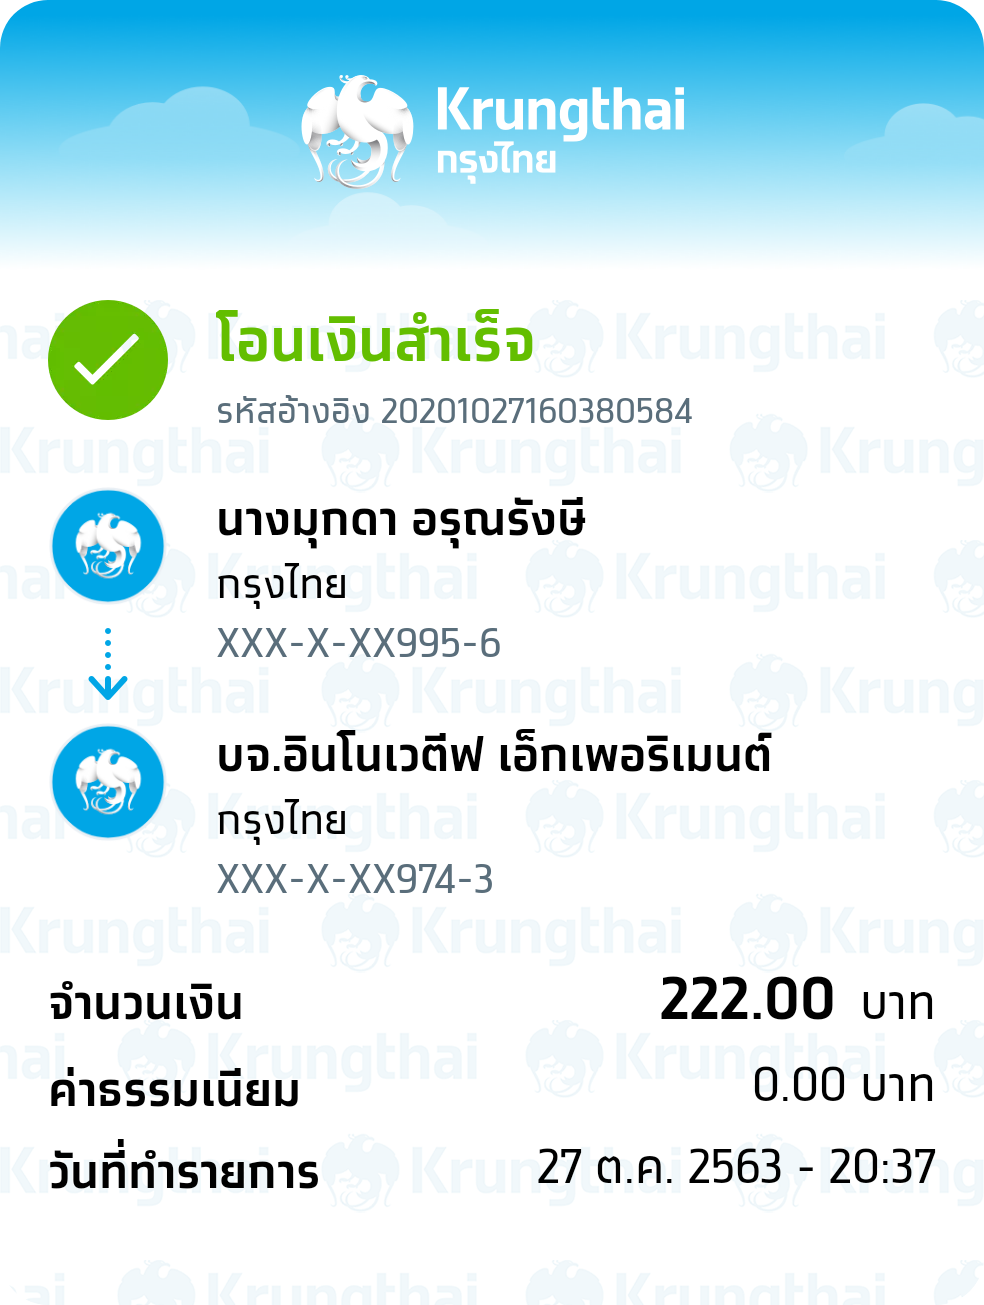 Krungthai
กรุงไทย
โอนเงินสำเร็จ
รหัสอ้างอิง 20201027160380584
นางมุกดา อรุณรังษี
กรุงไทย
XXX-X-XX995-6
บจ.อินโนเวตีฟ เอ็กเพอริเมนต์
กรุงไทย
XXX-X-XX974-3
จำนวนเงิน 222.00 บาท
ค่าธรรมเนียม 0.00 บาท
วันที่ทำรายการ 27 ต.ค. 2563 - 20:37